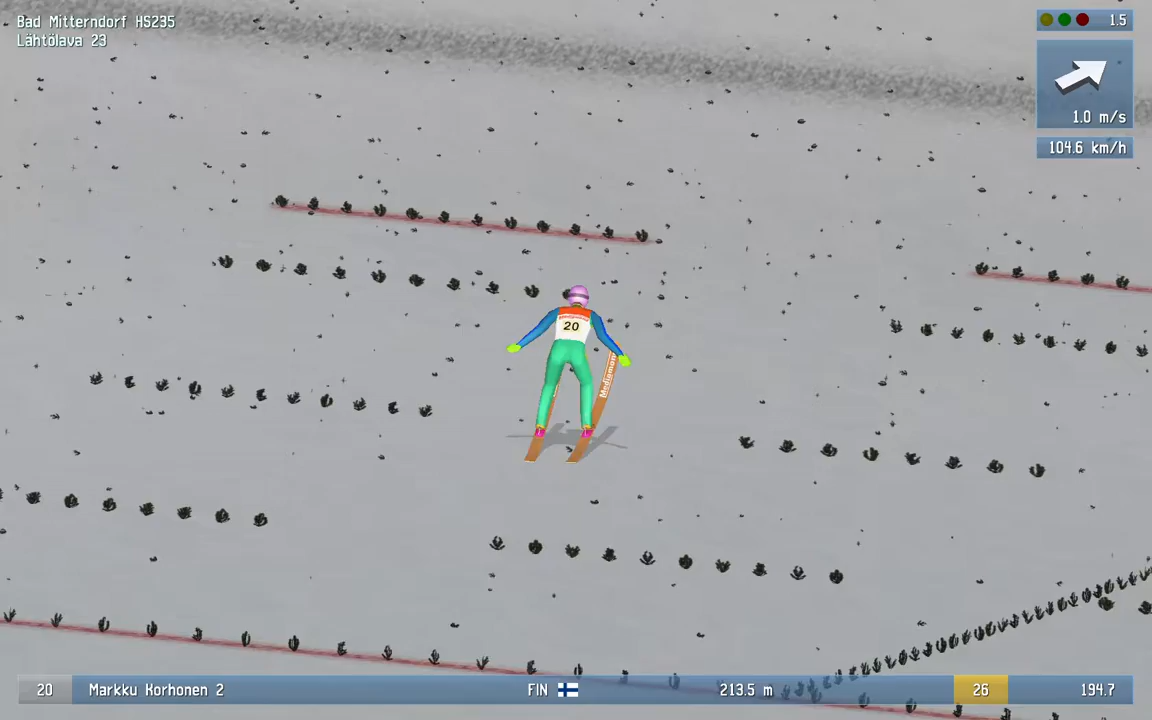 Bad Mitterndorf HS235
Lähtölava 23
1.5
1.0 m/s
104.6 km/h
20
Mediamond
20 Markku Korhonen 2 FIN 213.5 m 26 194.7